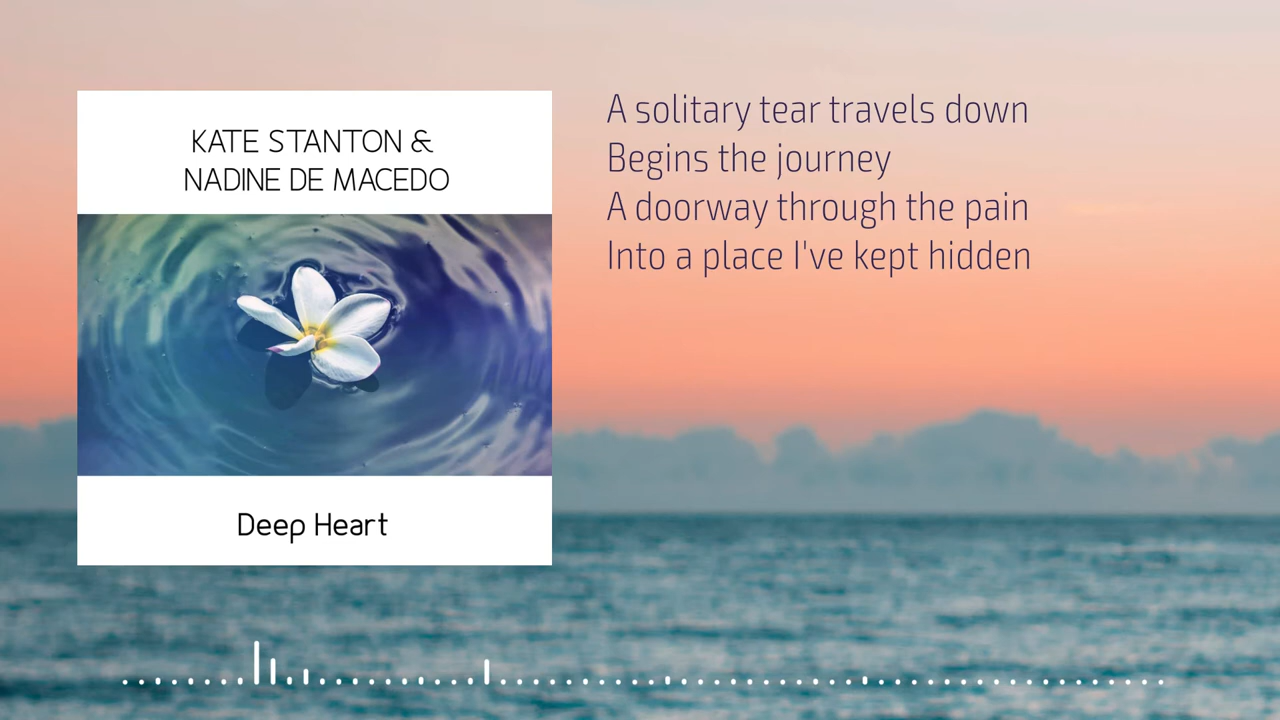 KATE STANTON &
NADINE DE MACEDO
Deep Heart
A solitary tear travels down
Begins the journey
A doorway through the pain
Into a place I've kept hidden